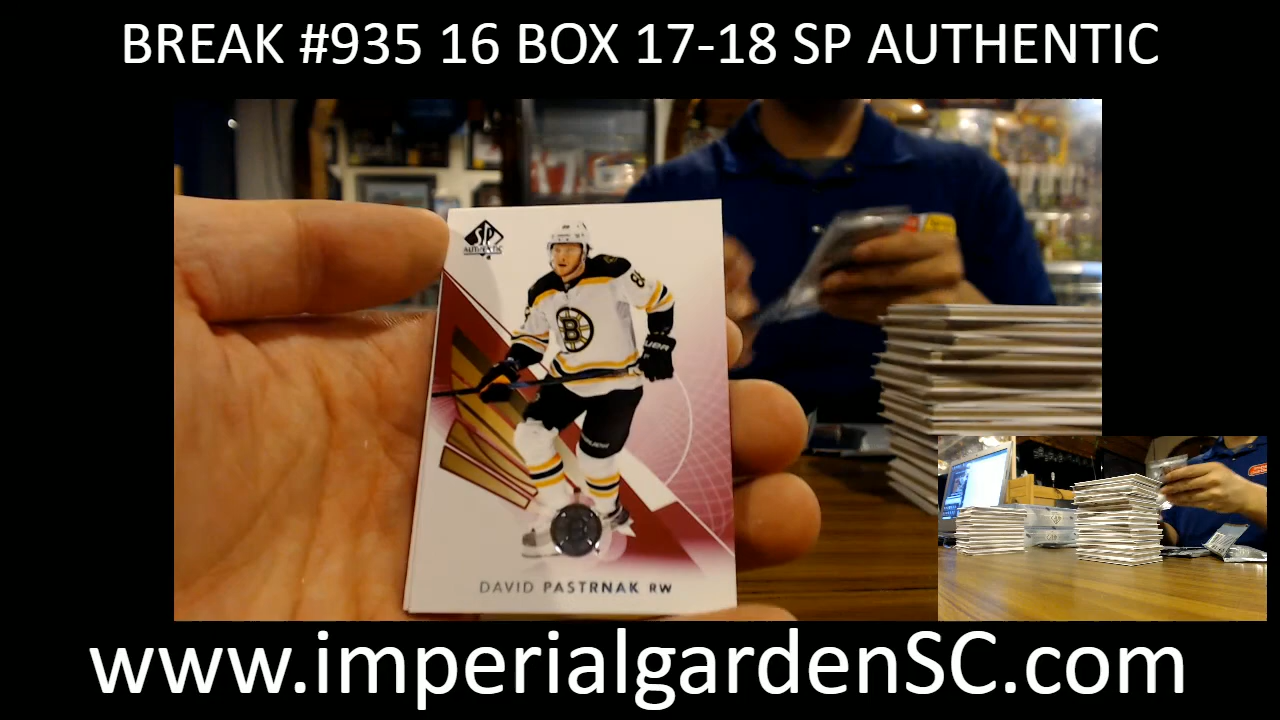 BREAK #935 16 BOX 17-18 SP AUTHENTIC
SP
AUTHENTIC
B
DAVID PASTRNAK RW
www.imperialgardenSC.com